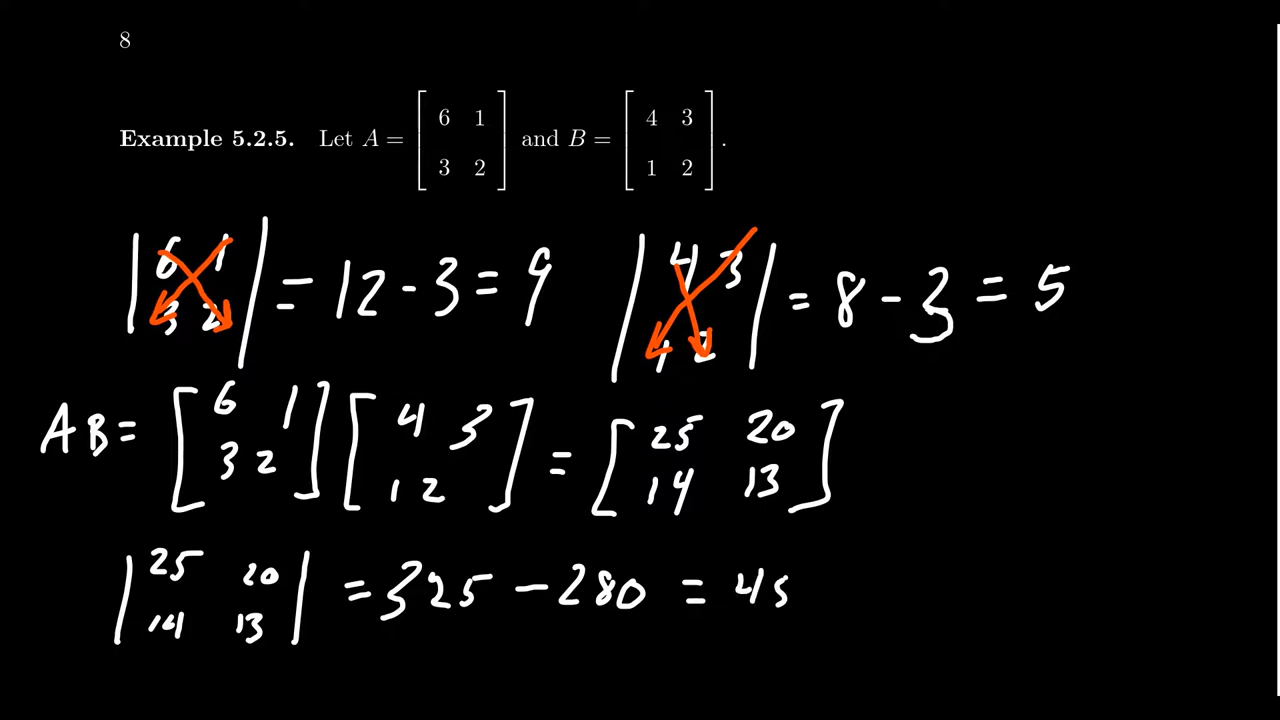 8
Example 5.2.5. Let A = [ 6 1 ; 3 2 ] and B = [ 4 3 ; 1 2 ].
| 6 1 ; 3 2 | = 12 - 3 = 9 | 4 3 ; 1 2 | = 8 - 3 = 5
AB = [ 6 1 ; 3 2 ] [ 4 3 ; 1 2 ] = [ 25 20 ; 14 13 ]
| 25 20 ; 14 13 | = 325 - 280 = 45